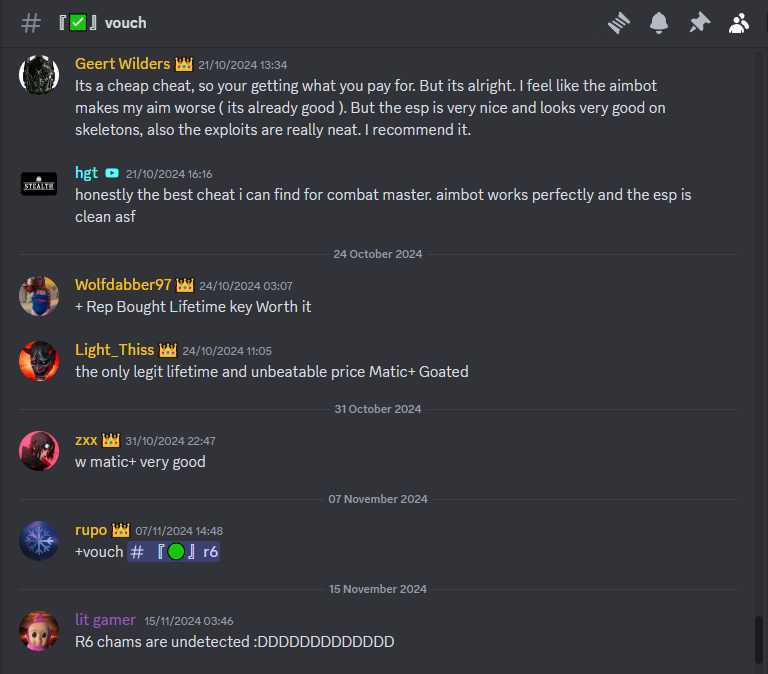 # 『✅』vouch
Geert Wilders 👑 21/10/2024 13:34
Its a cheap cheat, so your getting what you pay for. But its alright. I feel like the aimbot
makes my aim worse ( its already good ). But the esp is very nice and looks very good on
skeletons, also the exploits are really neat. I recommend it.
STEALTH
hgt 21/10/2024 16:16
honestly the best cheat i can find for combat master. aimbot works perfectly and the esp is
clean asf
24 October 2024
Wolfdabber97 👑 24/10/2024 03:07
+ Rep Bought Lifetime key Worth it
Light_Thiss 👑 24/10/2024 11:05
the only legit lifetime and unbeatable price Matic+ Goated
31 October 2024
zxx 👑 31/10/2024 22:47
w matic+ very good
07 November 2024
rupo 👑 07/11/2024 14:48
+vouch # 『🟢』r6
15 November 2024
lit gamer 15/11/2024 03:46
R6 chams are undetected :DDDDDDDDDDDDD